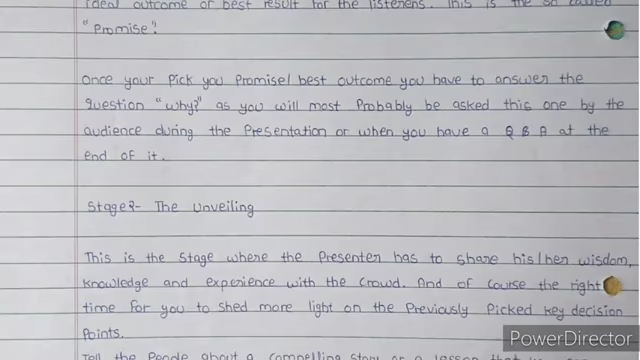 ideal outcome or best result for the listeners. This is the so called
"Promise".
Once your Pick you Promise/ best outcome you have to answer the
question "why?" as you will most Probably be asked this one by the
audience during the Presentation or when you have a Q & A at the
end of it.
Stage2- The Unveiling
This is the Stage where the Presenter has to share his/her wisdom,
knowledge and experience with the crowd. And of course the right
time for you to shed more light on the Previously Picked key decision
Points.
Tell the People about a compelling story or a lesson that
PowerDirector